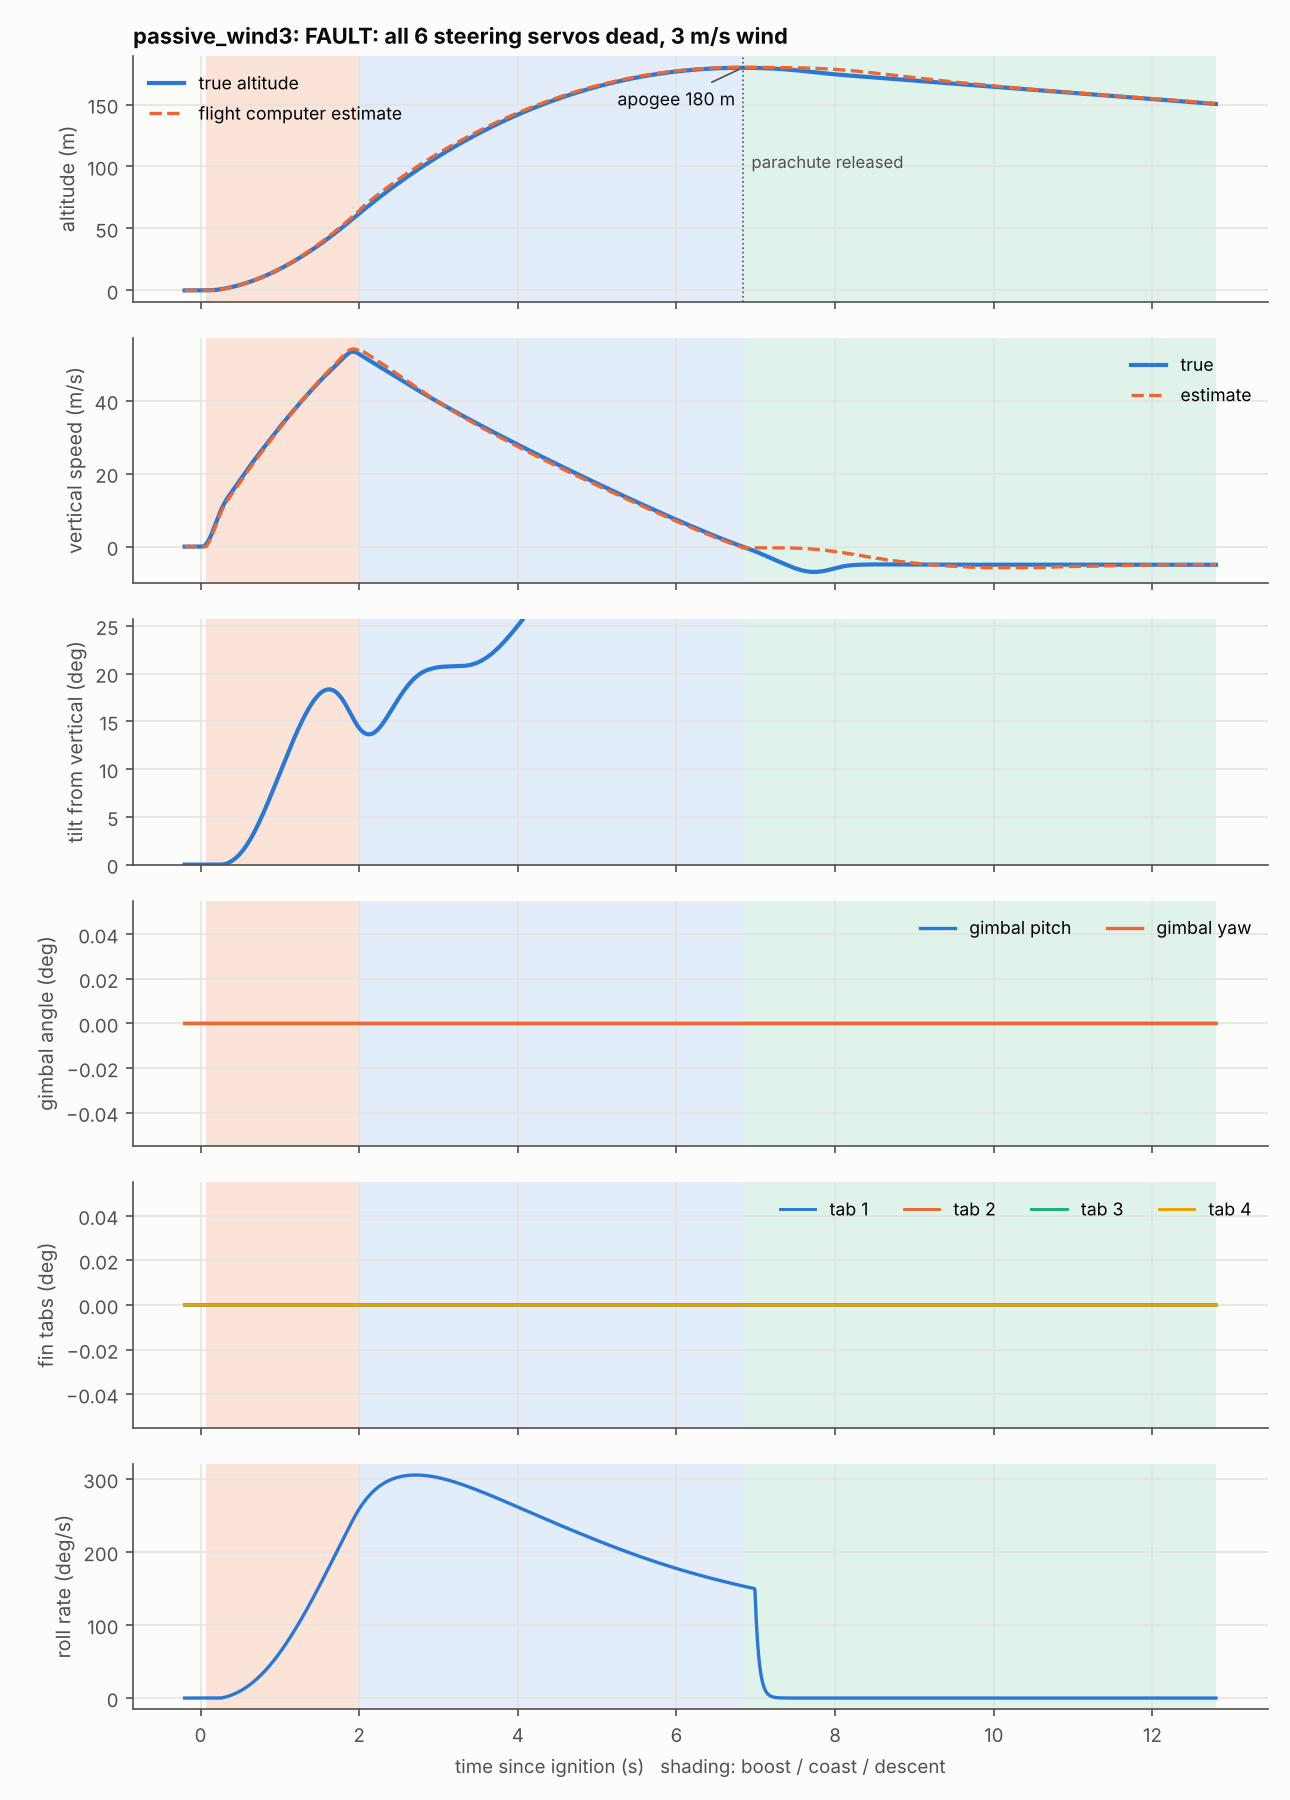 passive_wind3: FAULT: all 6 steering servos dead, 3 m/s wind
true altitude
flight computer estimate
apogee 180 m
parachute released
altitude (m)
150
100
50
0
true
estimate
vertical speed (m/s)
40
20
0
tilt from vertical (deg)
25
20
15
10
5
0
gimbal pitch
gimbal yaw
gimbal angle (deg)
0.04
0.02
0.00
−0.02
−0.04
tab 1
tab 2
tab 3
tab 4
fin tabs (deg)
0.04
0.02
0.00
−0.02
−0.04
roll rate (deg/s)
300
200
100
0
0 2 4 6 8 10 12
time since ignition (s)   shading: boost / coast / descent